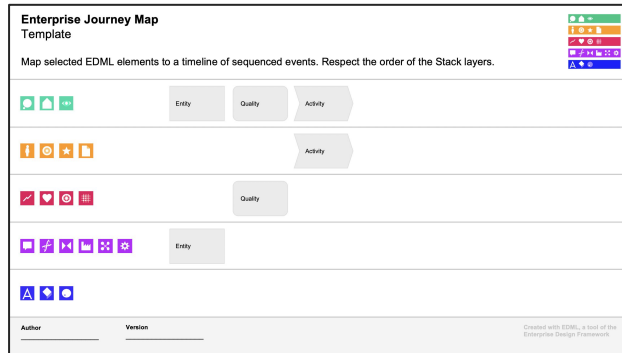 Enterprise Journey Map
Template
Map selected EDML elements to a timeline of sequenced events. Respect the order of the Stack layers.
Entity Quality Activity
Activity
Quality
Entity
Author Version
Created with EDML, a tool of the
Enterprise Design Framework